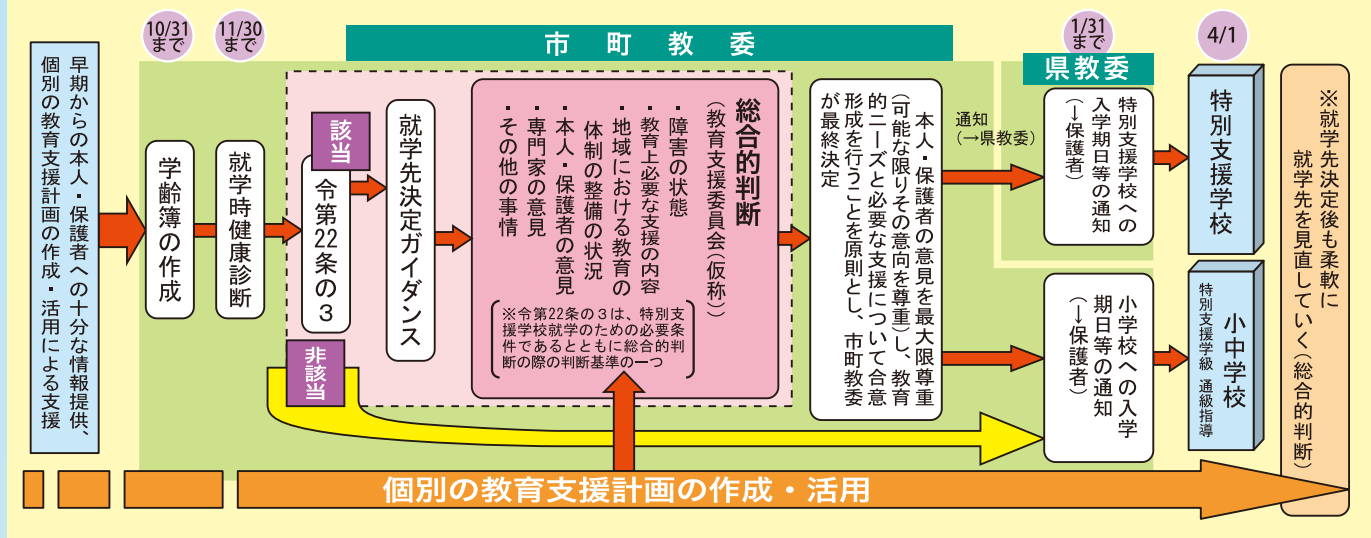 10/31
まで
11/30
まで
市町教委
1/31
まで
県教委
4/1
早期からの本人・保護者への十分な情報提供、
個別の教育支援計画の作成・活用による支援
学齢簿の作成
就学時健康診断
該当
令第22条の3
非該当
就学先決定ガイダンス
総合的判断
(教育支援委員会(仮称))
・障害の状態
・教育上必要な支援の内容
・地域における教育の
体制の整備の状況
・本人・保護者の意見
・専門家の意見
・その他の事情
※令第22条の3は、特別支
援学校就学のための必要条
件であるとともに総合的判
断の際の判断基準の一つ
本人・保護者の意見を最大限尊重
(可能な限りその意向を尊重)し、教育
的ニーズと必要な支援について合意
形成を行うことを原則とし、市町教委
が最終決定
通知
(→県教委)
特別支援学校への
入学期日等の通知
(→保護者)
小学校への入学
期日等の通知
(→保護者)
特別支援学校
小中学校
特別支援学級 通級指導
※就学先決定後も柔軟に
就学先を見直していく(総合的判断)
個別の教育支援計画の作成・活用